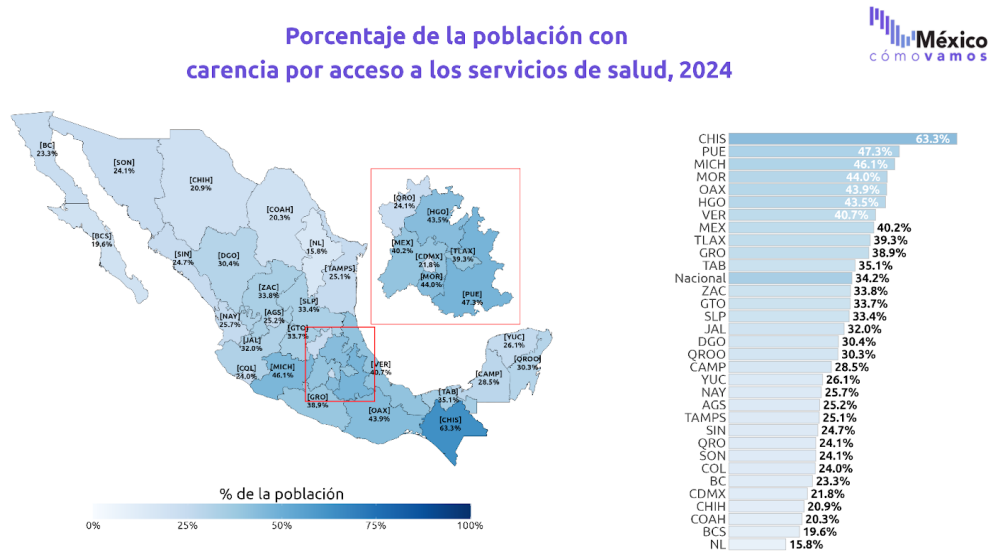 Porcentaje de la población con
carencia por acceso a los servicios de salud, 2024
México
cómovamos
[BC]
23.3%
[SON]
24.1%
[CHIH]
20.9%
[COAH]
20.3%
[BCS]
19.6%
[NL]
15.8%
[SIN]
24.7%
[DGO]
30.4%
[TAMPS]
25.1%
[ZAC]
33.8%
[SLP]
33.4%
[NAY]
25.7%
[AGS]
25.2%
[GTO]
33.7%
[JAL]
32.0%
[COL]
24.0%
[MICH]
46.1%
[VER]
40.7%
[GRO]
38.9%
[OAX]
43.9%
[TAB]
35.1%
[CHIS]
63.3%
[CAMP]
28.5%
[YUC]
26.1%
[QROO]
30.3%
[QRO]
24.1%
[HGO]
43.5%
[MEX]
40.2%
[CDMX]
21.8%
[TLAX]
39.3%
[MOR]
44.0%
[PUE]
47.3%
% de la población
0% 25% 50% 75% 100%
CHIS 63.3%
PUE 47.3%
MICH 46.1%
MOR 44.0%
OAX 43.9%
HGO 43.5%
VER 40.7%
MEX 40.2%
TLAX 39.3%
GRO 38.9%
TAB 35.1%
Nacional 34.2%
ZAC 33.8%
GTO 33.7%
SLP 33.4%
JAL 32.0%
DGO 30.4%
QROO 30.3%
CAMP 28.5%
YUC 26.1%
NAY 25.7%
AGS 25.2%
TAMPS 25.1%
SIN 24.7%
QRO 24.1%
SON 24.1%
COL 24.0%
BC 23.3%
CDMX 21.8%
CHIH 20.9%
COAH 20.3%
BCS 19.6%
NL 15.8%